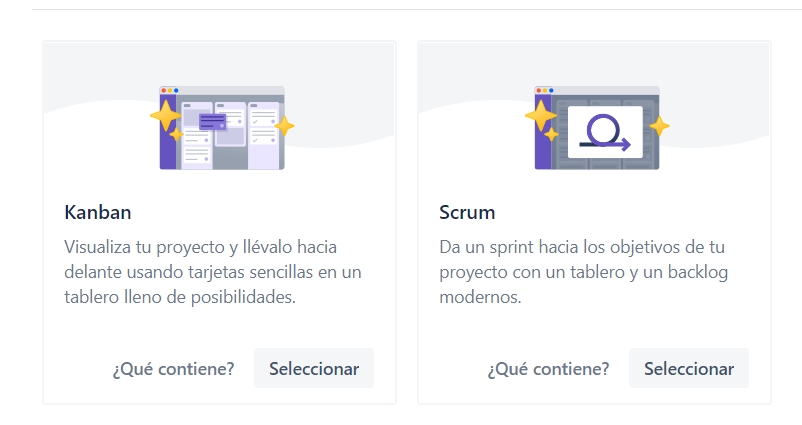 Kanban
Visualiza tu proyecto y llévalo hacia
delante usando tarjetas sencillas en un
tablero lleno de posibilidades.
¿Qué contiene?
Seleccionar
Scrum
Da un sprint hacia los objetivos de tu
proyecto con un tablero y un backlog
modernos.
¿Qué contiene?
Seleccionar